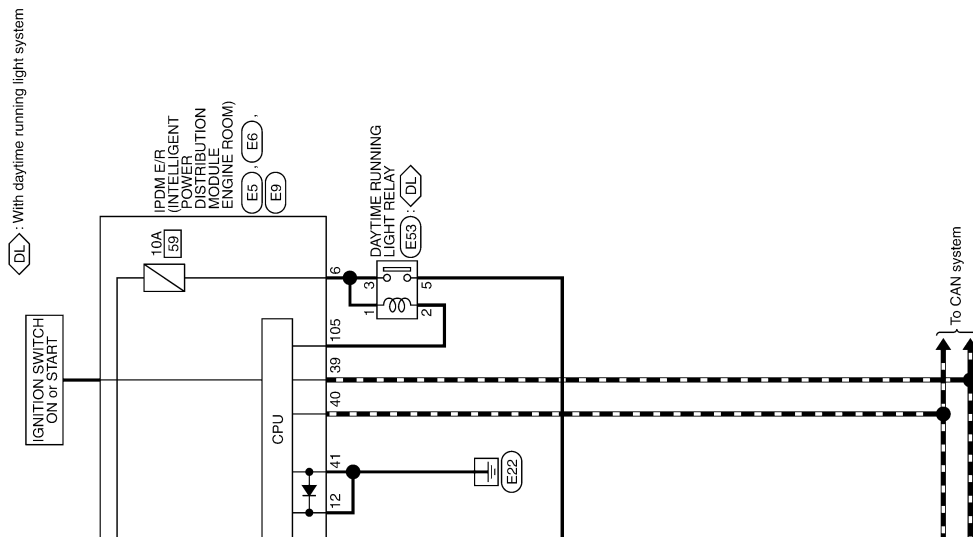 DL : With daytime running light system
IGNITION SWITCH
ON or START
IPDM E/R
(INTELLIGENT
POWER
DISTRIBUTION
MODULE
ENGINE ROOM)
E5 , E6 ,
E9
10A
59
DAYTIME RUNNING
LIGHT RELAY
E53 : DL
6
3
5
1
2
105
39
40
CPU
41
12
E22
To CAN system